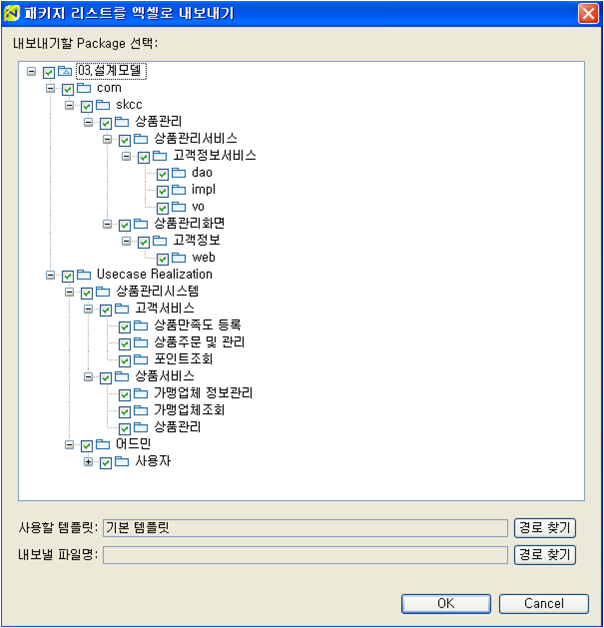 패키지 리스트를 엑셀로 내보내기
내보내기할 Package 선택:
03.설계모델
com
skcc
상품관리
상품관리서비스
고객정보서비스
dao
impl
vo
상품관리화면
고객정보
web
Usecase Realization
상품관리시스템
고객서비스
상품만족도 등록
상품주문 및 관리
포인트조회
상품서비스
가맹업체 정보관리
가맹업체조회
상품관리
어드민
사용자
사용할 템플릿: 기본 템플릿 경로 찾기
내보낼 파일명: 경로 찾기
OK Cancel